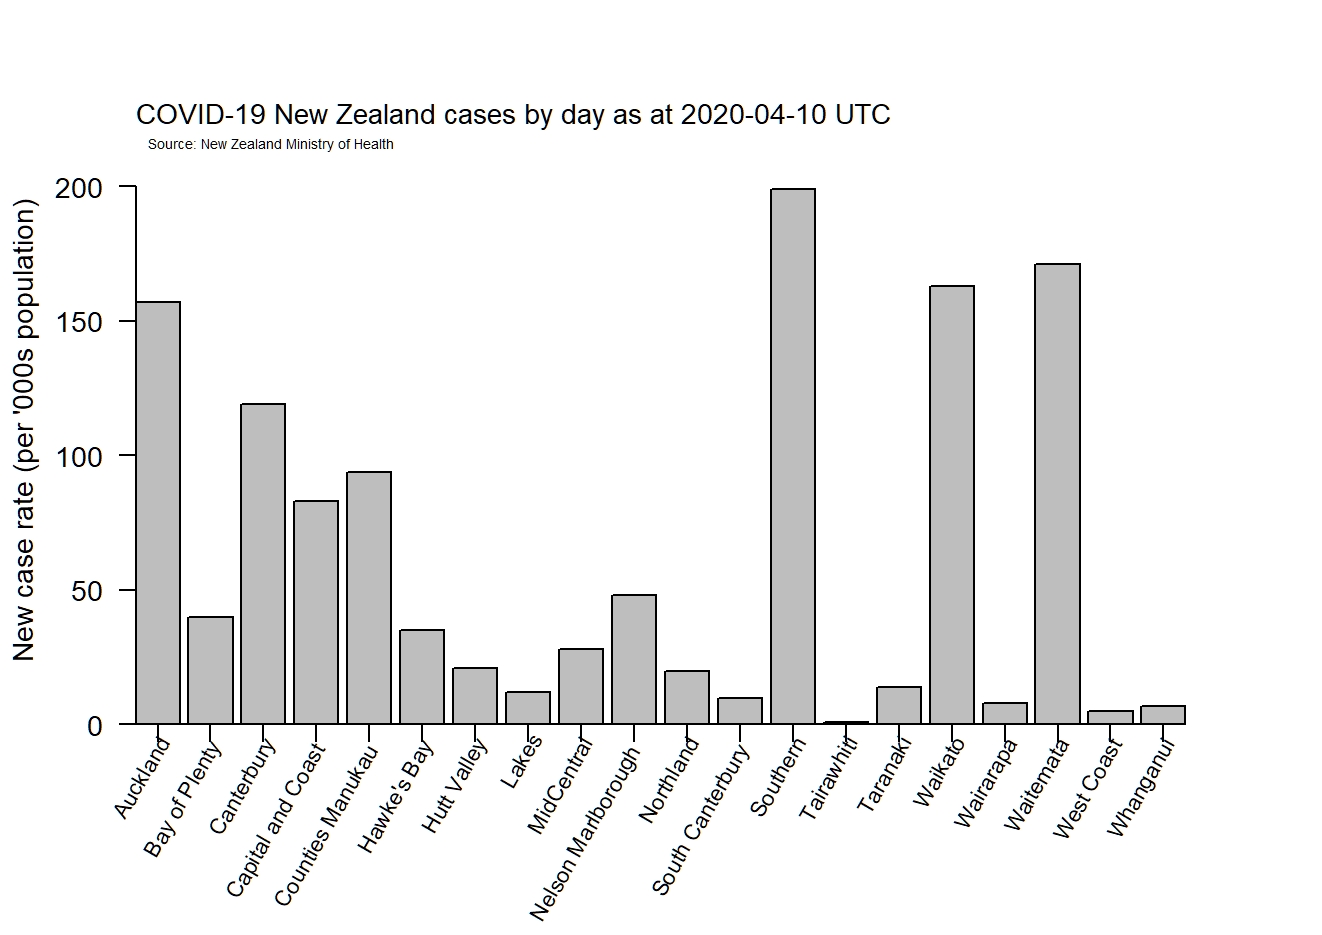 COVID-19 New Zealand cases by day as at 2020-04-10 UTC
Source: New Zealand Ministry of Health
New case rate (per '000s population)
200
150
100
50
0
Auckland
Bay of Plenty
Canterbury
Capital and Coast
Counties Manukau
Hawke's Bay
Hutt Valley
Lakes
MidCentral
Nelson Marlborough
Northland
South Canterbury
Southern
Tairawhiti
Taranaki
Waikato
Wairarapa
Waitemata
West Coast
Whanganui